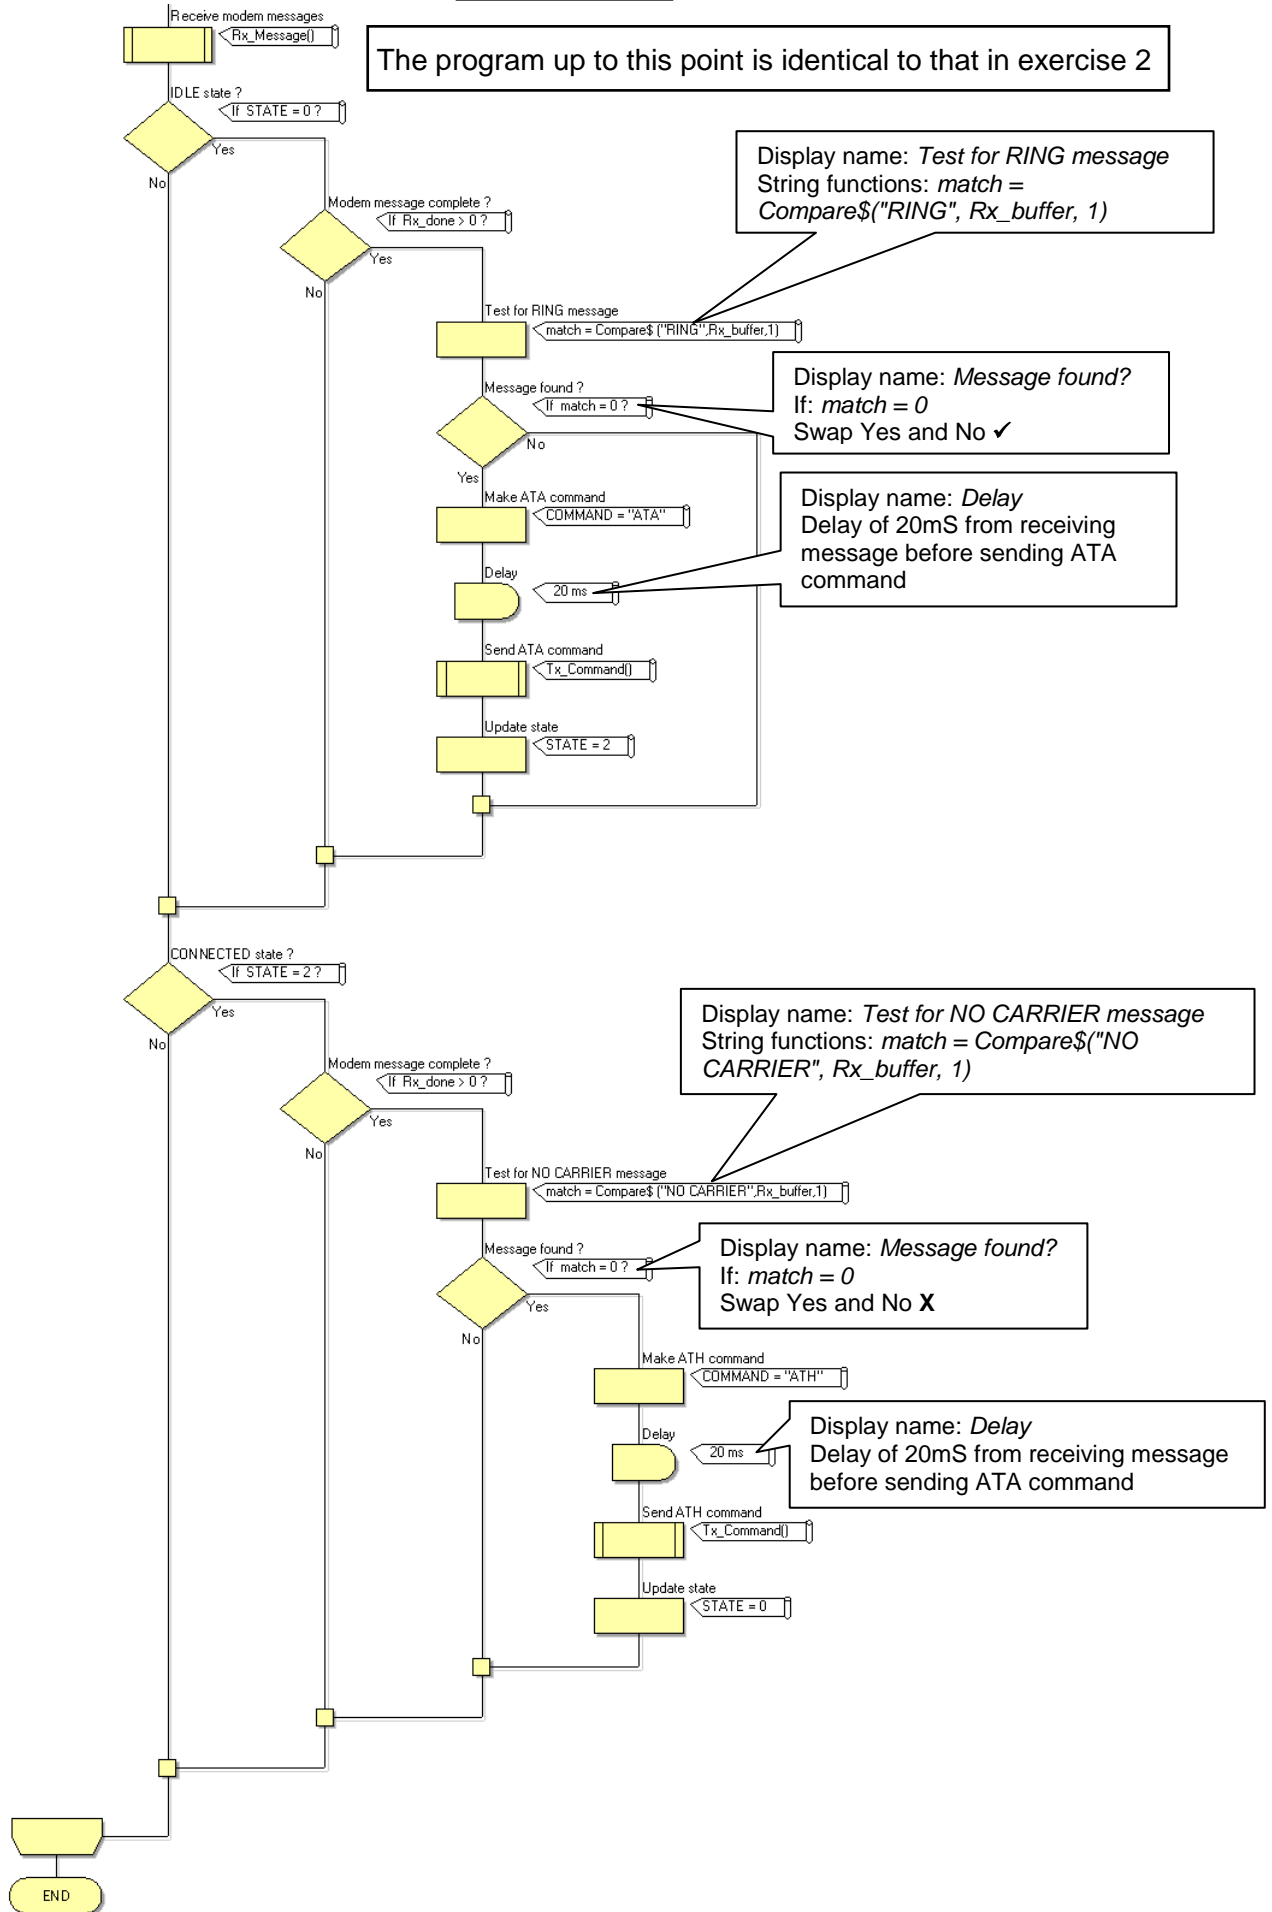 Receive modem messages
Rx_Message()
The program up to this point is identical to that in exercise 2
IDLE state ?
If STATE = 0 ?
Yes
No
Display name: Test for RING message
String functions: match =
Compare$("RING", Rx_buffer, 1)
Modem message complete ?
If Rx_done > 0 ?
Yes
No
Test for RING message
match = Compare$ ("RING",Rx_buffer,1)
Display name: Message found?
If: match = 0
Swap Yes and No ✓
Message found ?
If match = 0 ?
No
Yes
Display name: Delay
Delay of 20mS from receiving
message before sending ATA
command
Make ATA command
COMMAND = "ATA"
Delay
20 ms
Send ATA command
Tx_Command()
Update state
STATE = 2
CONNECTED state ?
If STATE = 2 ?
Yes
No
Display name: Test for NO CARRIER message
String functions: match = Compare$("NO
CARRIER", Rx_buffer, 1)
Modem message complete ?
If Rx_done > 0 ?
Yes
No
Test for NO CARRIER message
match = Compare$ ("NO CARRIER",Rx_buffer,1)
Display name: Message found?
If: match = 0
Swap Yes and No X
Message found ?
If match = 0 ?
Yes
No
Make ATH command
COMMAND = "ATH"
Display name: Delay
Delay of 20mS from receiving message
before sending ATA command
Delay
20 ms
Send ATH command
Tx_Command()
Update state
STATE = 0
END